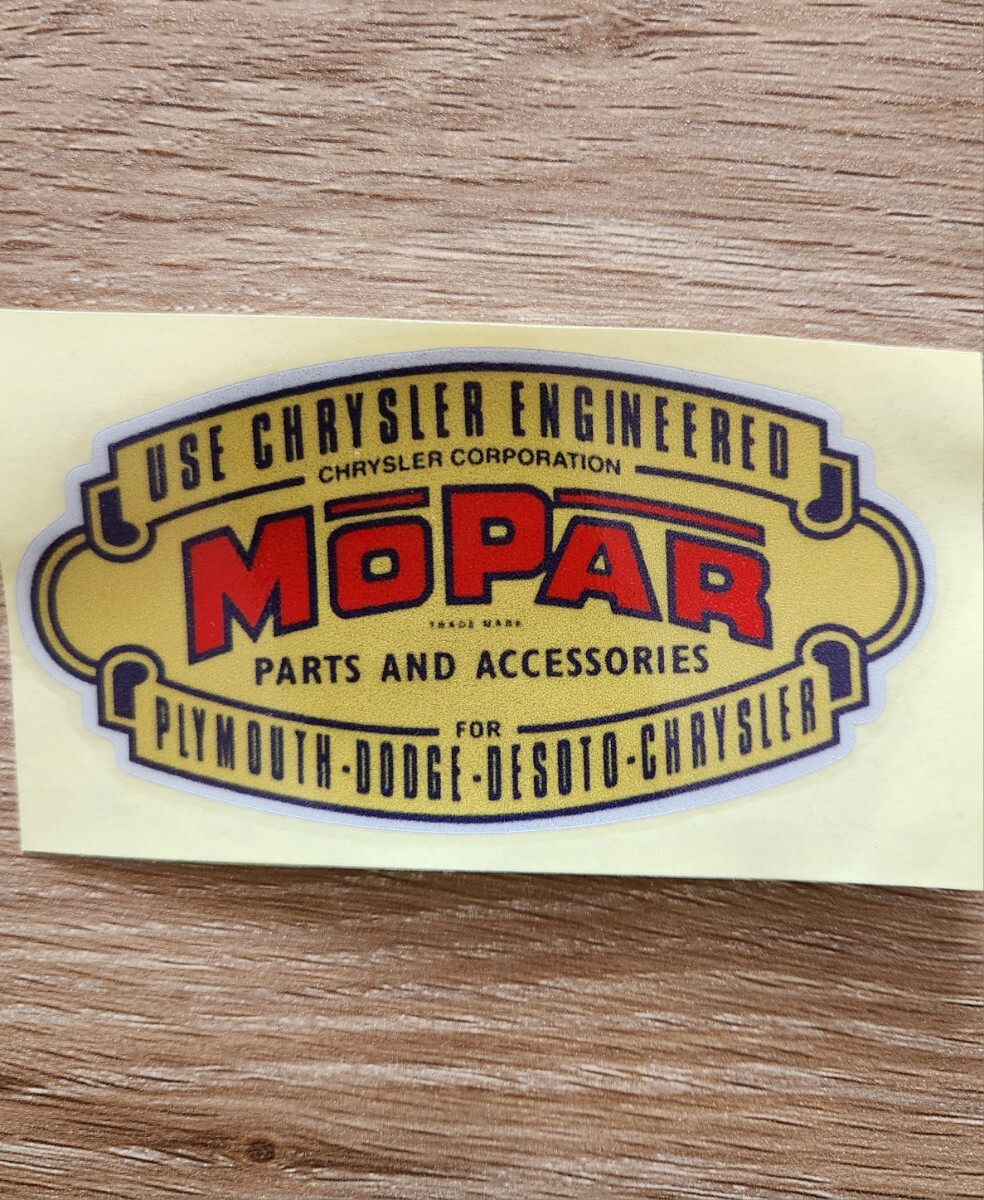 USE CHRYSLER ENGINEERED
CHRYSLER CORPORATION
MOPAR
TRADE MARK
PARTS AND ACCESSORIES
FOR
PLYMOUTH-DODGE-DESOTO-CHRYSLER